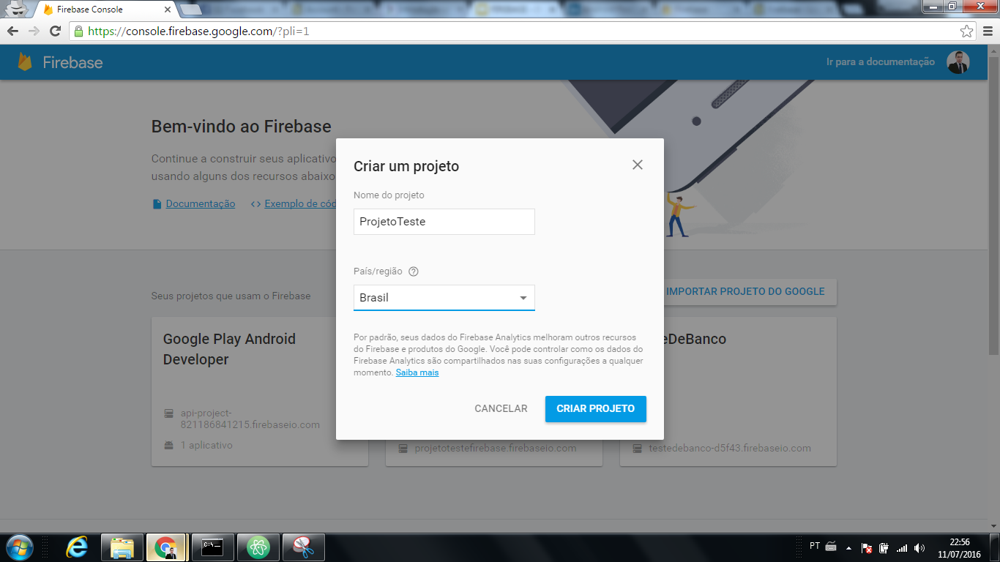 Firebase Console
https://console.firebase.google.com/?pli=1
Firebase
Ir para a documentação
Bem-vindo ao Firebase
Continue a construir seus aplicativo
usando alguns dos recursos abaixo
Documentação
Exemplo de cód
Criar um projeto
Nome do projeto
ProjetoTeste
País/região
Brasil
Por padrão, seus dados do Firebase Analytics melhoram outros recursos
do Firebase e produtos do Google. Você pode controlar como os dados do
Firebase Analytics são compartilhados nas suas configurações a qualquer
momento. Saiba mais
CANCELAR
CRIAR PROJETO
Seus projetos que usam o Firebase
IMPORTAR PROJETO DO GOOGLE
Google Play Android
Developer
api-project-
821186841215.firebaseio.com
1 aplicativo
projetotestefirebase.firebaseio.com
eDeBanco
testedebanco-d5f43.firebaseio.com
PT
22:56
11/07/2016